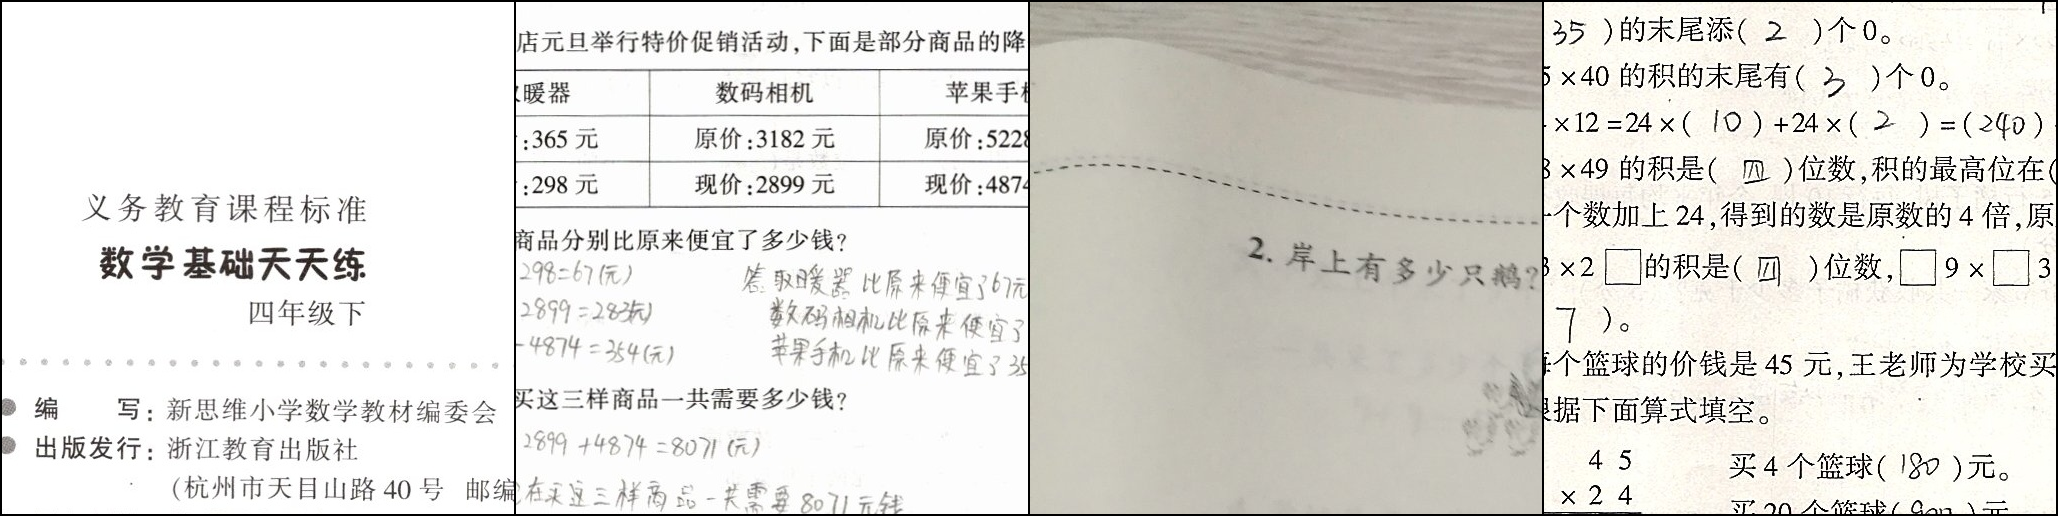 义务教育课程标准
数学基础天天练
四年级下
编 写: 新思维小学数学教材编委会
出版发行: 浙江教育出版社
(杭州市天目山路 40 号 邮编
店元旦举行特价促销活动,下面是部分商品的降
暖器 数码相机 苹果手机
:365 元 原价:3182 元 原价:5228
:298 元 现价:2899 元 现价:4874
商品分别比原来便宜了多少钱?
298=67(元) 答:取暖器比原来便宜了67元
2899=283(元) 数码相机比原来便宜了
-4874=354(元) 苹果手机比原来便宜了35
买这三样商品一共需要多少钱?
2899+4874=8071(元)
在买这三样商品一共需要8071元钱
2. 岸上有多少只鹅?
35 )的末尾添( 2 )个 0。
5×40 的积的末尾有( 3 )个 0。
×12=24×( 10 )+24×( 2 )=(240)
8×49 的积是( 四 )位数,积的最高位在(
一个数加上 24,得到的数是原数的 4 倍,原
3×2□的积是( 四 )位数,□9×□3
7 )。
每个篮球的价钱是 45 元,王老师为学校买
根据下面算式填空。
4 5 买 4 个篮球( 180 )元。
×2 4 买 20 个篮球( 900 )元